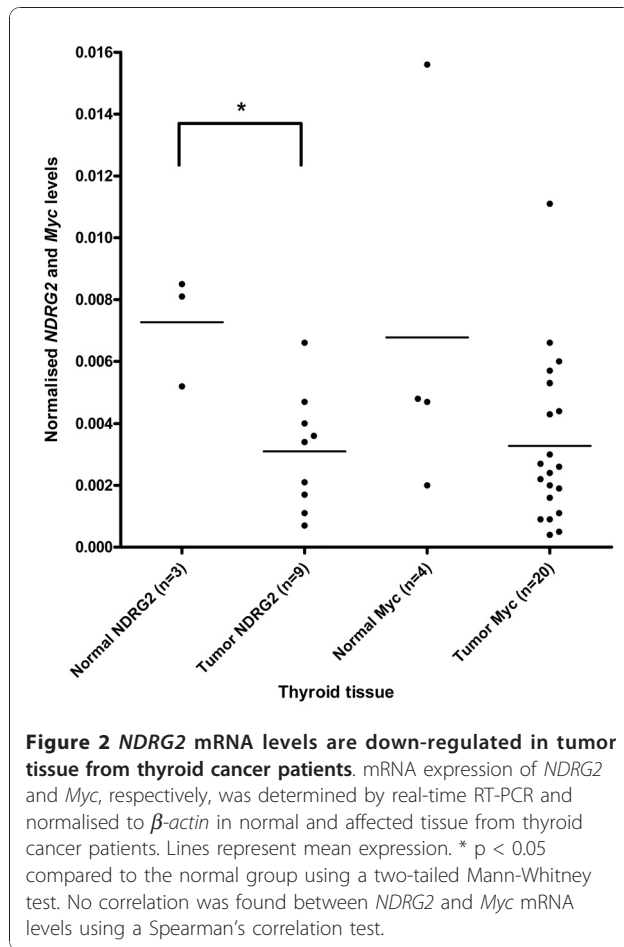 0.016
0.014
0.012
0.010
0.008
0.006
0.004
0.002
0.000
Normalised NDRG2 and Myc levels
*
Normal NDRG2 (n=3)
Tumor NDRG2 (n=9)
Normal Myc (n=4)
Tumor Myc (n=20)
Thyroid tissue
Figure 2 NDRG2 mRNA levels are down-regulated in tumor
tissue from thyroid cancer patients. mRNA expression of NDRG2
and Myc, respectively, was determined by real-time RT-PCR and
normalised to β-actin in normal and affected tissue from thyroid
cancer patients. Lines represent mean expression. * p < 0.05
compared to the normal group using a two-tailed Mann-Whitney
test. No correlation was found between NDRG2 and Myc mRNA
levels using a Spearman's correlation test.